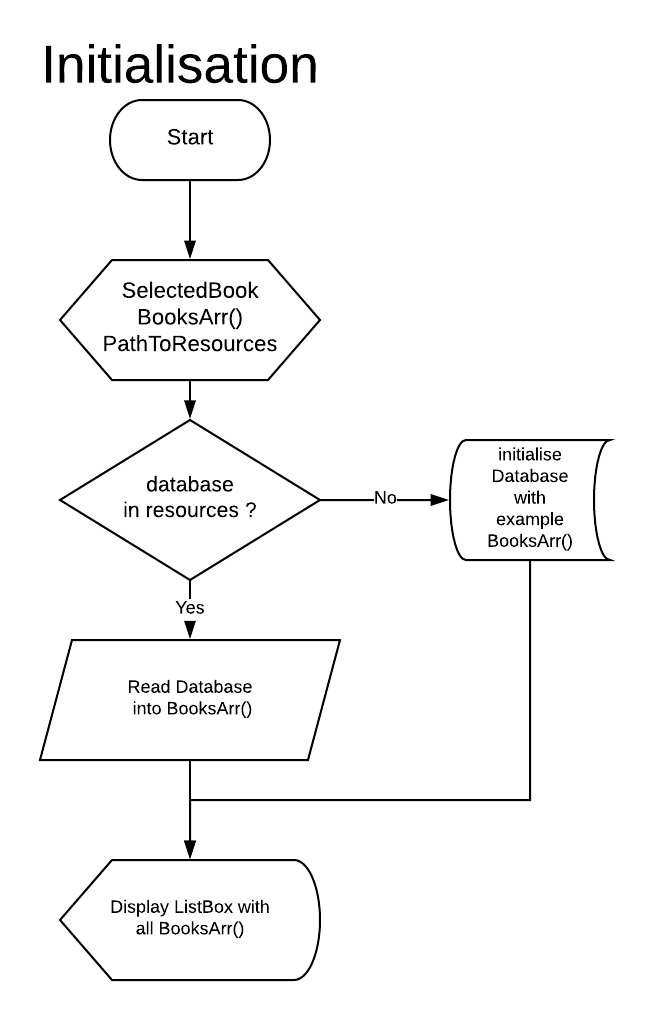 Initialisation
Start
SelectedBook
BooksArr()
PathToResources
database
in resources ?
No
initialise
Database
with
example
BooksArr()
Yes
Read Database
into BooksArr()
Display ListBox with
all BooksArr()